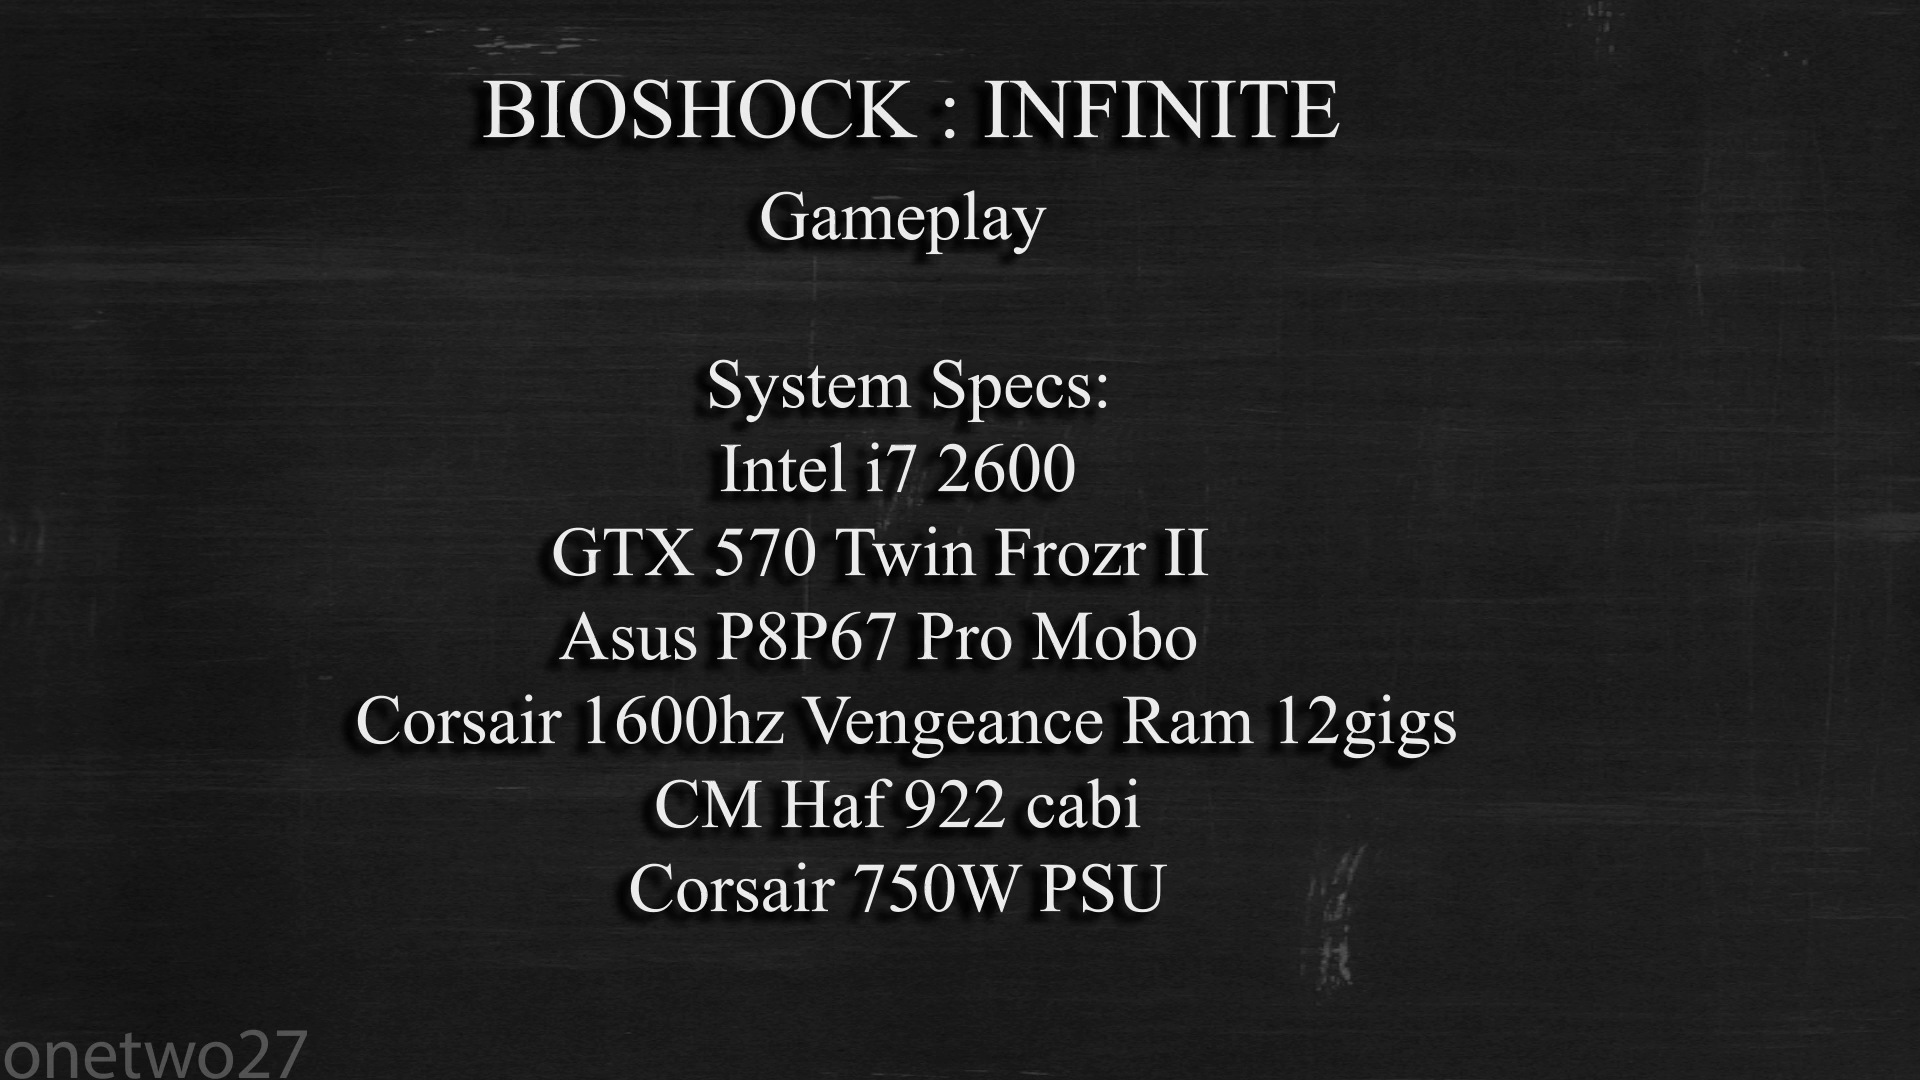 BIOSHOCK : INFINITE
Gameplay
System Specs:
Intel i7 2600
GTX 570 Twin Frozr II
Asus P8P67 Pro Mobo
Corsair 1600hz Vengeance Ram 12gigs
CM Haf 922 cabi
Corsair 750W PSU
onetwo27